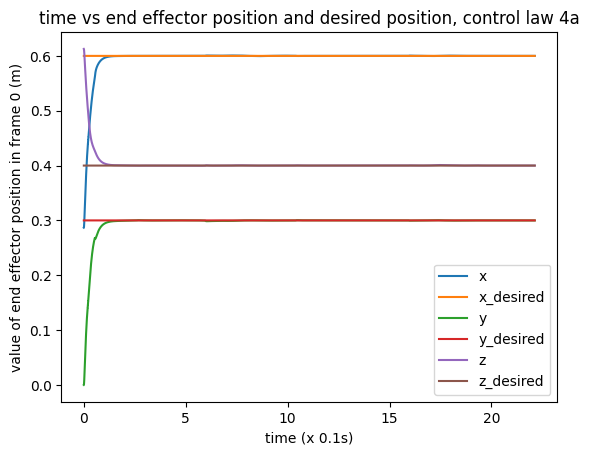 time vs end effector position and desired position, control law 4a
value of end effector position in frame 0 (m)
0.6
0.5
0.4
0.3
0.2
0.1
0.0
x
x_desired
y
y_desired
z
z_desired
0 5 10 15 20
time (x 0.1s)